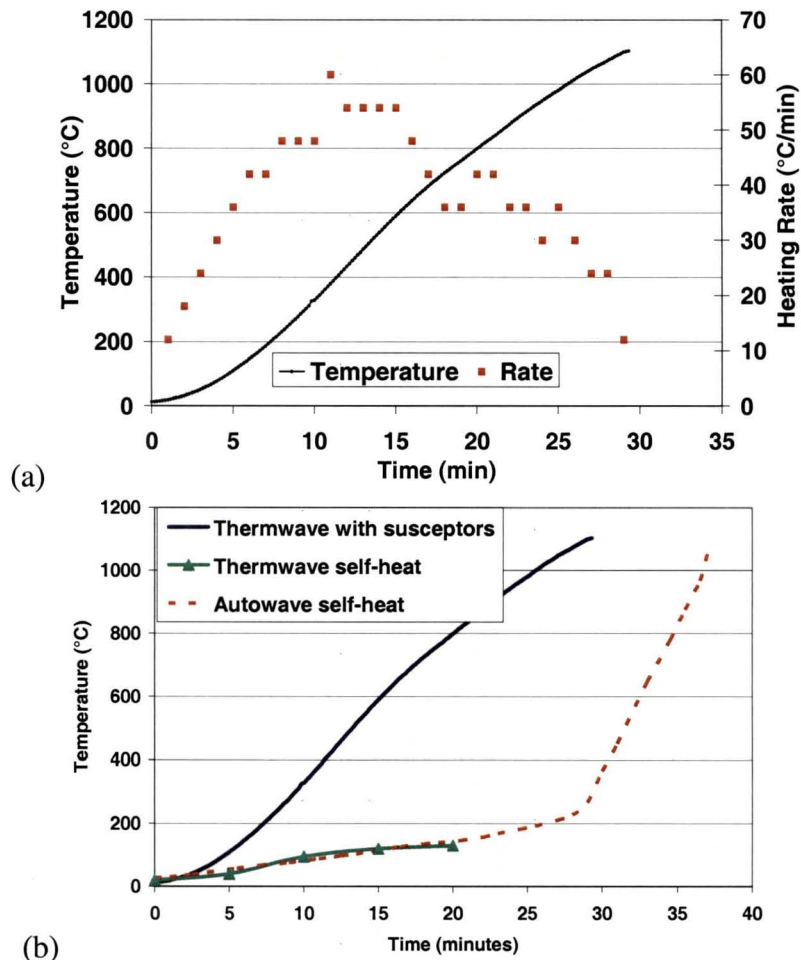 1200
1000
800
600
400
200
0
Temperature (°C)
70
60
50
40
30
20
10
0
Heating Rate (°C/min)
Temperature
Rate
0 5 10 15 20 25 30 35
Time (min)
(a)
1200
1000
800
600
400
200
0
Temperature (°C)
Thermwave with susceptors
Thermwave self-heat
Autowave self-heat
0 5 10 15 20 25 30 35 40
Time (minutes)
(b)